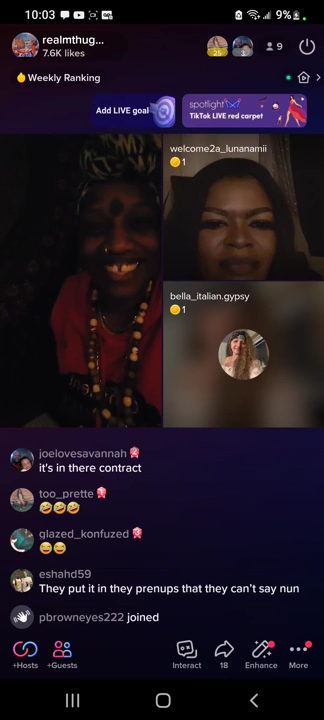 10:03
9%
realmthug...
7.6K likes
25
9
Weekly Ranking
Add LIVE goal
spotlight
TikTok LIVE red carpet
welcome2a_lunanamii
1
bella_italian.gypsy
1
joelovesavannah
it's in there contract
too_prette
🤣🤣🤣
glazed_konfuzed
😂😂
eshahd59
They put it in they prenups that they can't say nun
pbrowneyes222 joined
+Hosts
+Guests
Interact
18
Enhance
More